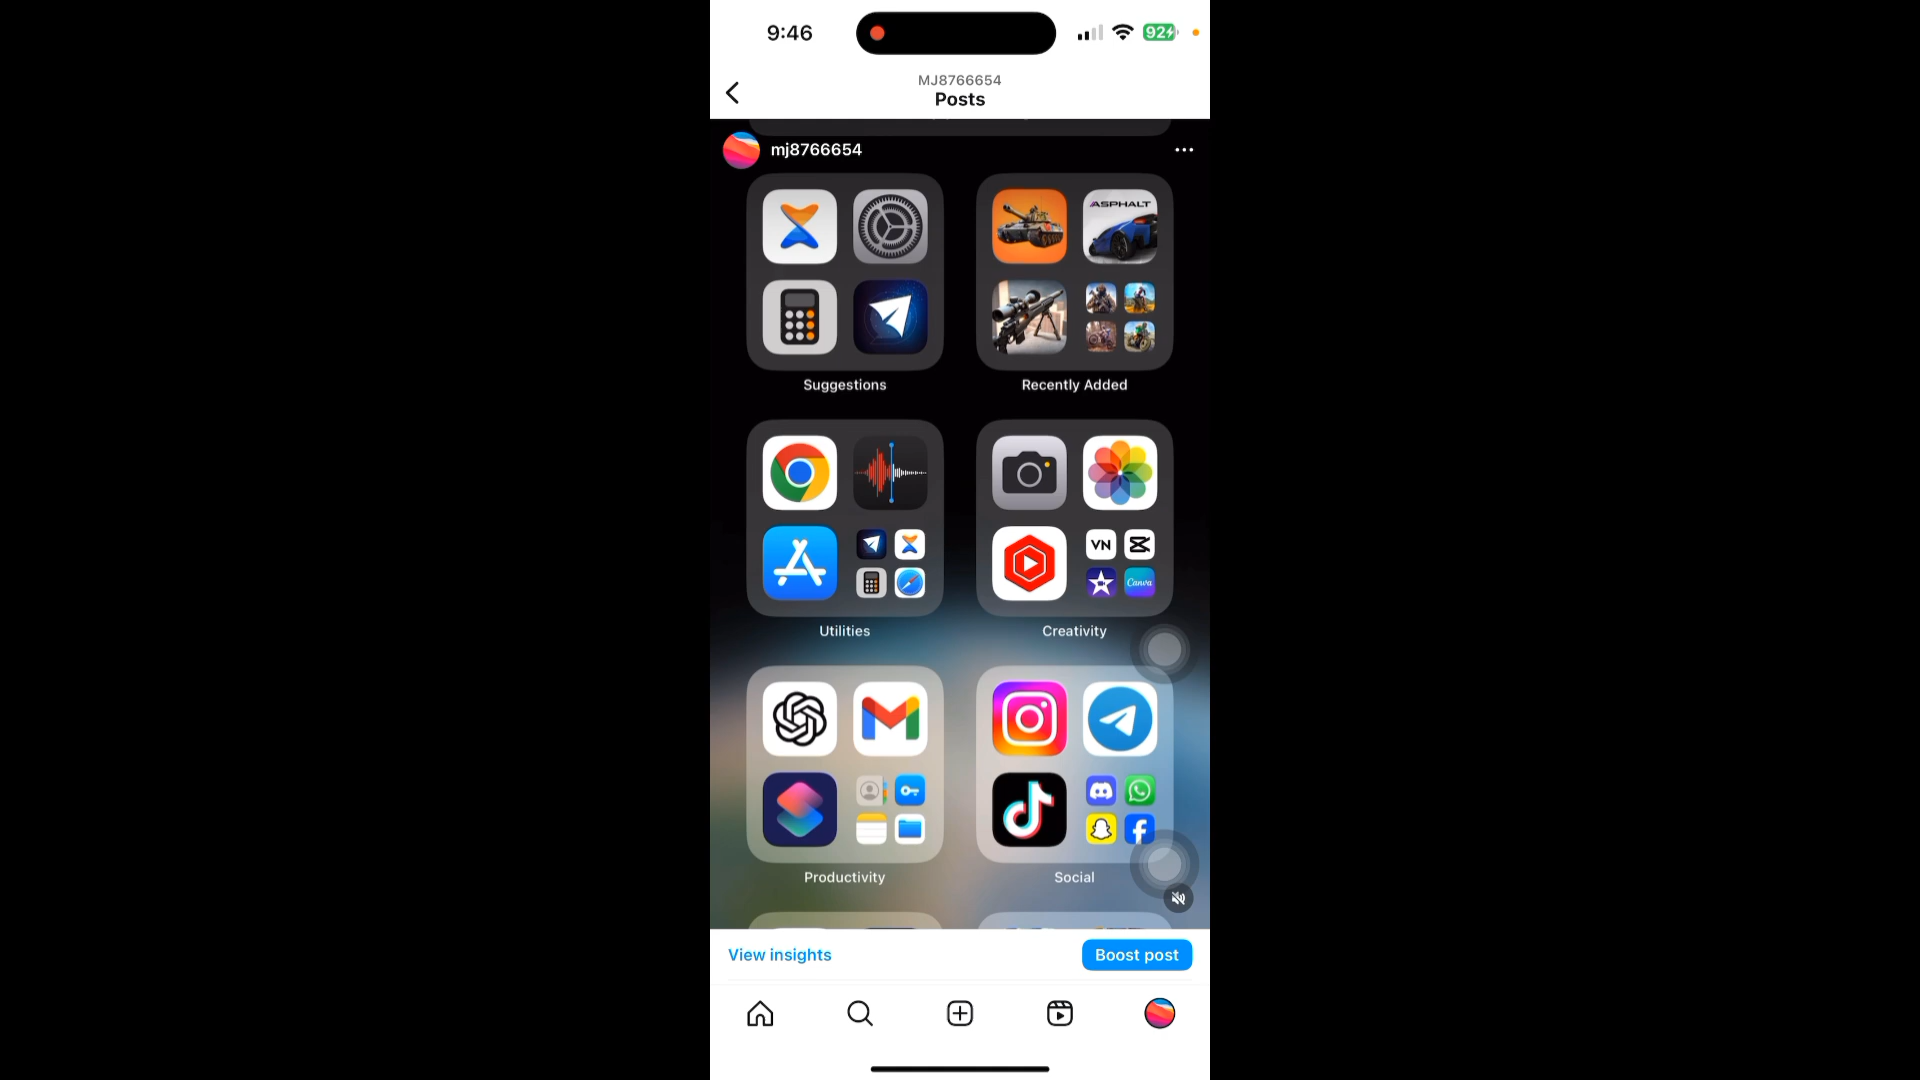 9:46
92
MJ8766654
Posts
mj8766654
ASPHALT
Suggestions
Recently Added
VN
Canva
Utilities
Creativity
Productivity
Social
View insights
Boost post